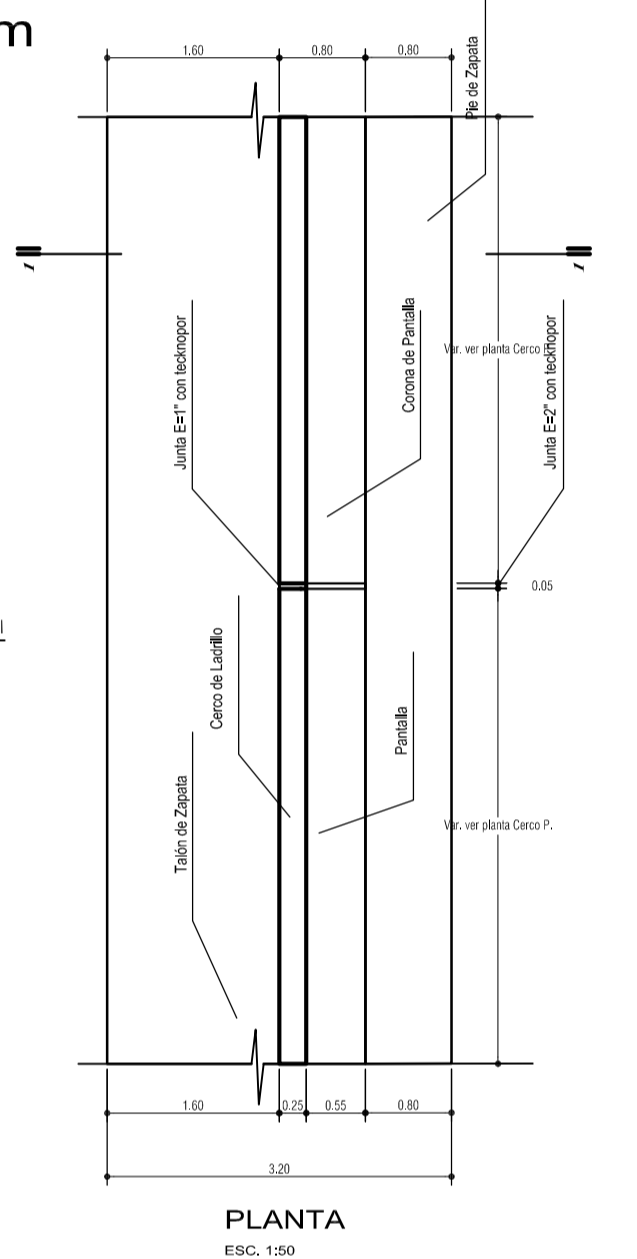 m
1.60
0.80
0.80
Pie de Zapata
1
1
Junta E=1" con tecknopor
Corona de Pantalla
Var. ver planta Cerco
Junta E=2" con tecknopor
0.05
Cerco de Ladrillo
Pantalla
Talón de Zapata
Var. ver planta Cerco P.
1.60
0.25
0.55
0.80
3.20
PLANTA
ESC. 1:50